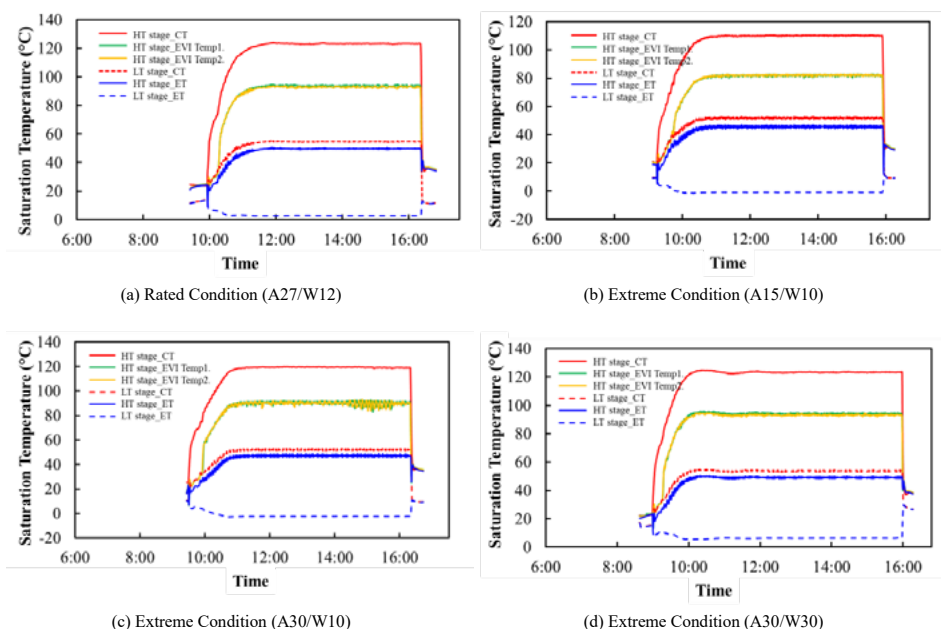 140
120
100
80
60
40
20
0
Saturation Temperature (°C)
HT stage_CT
HT stage_EVI Temp1.
HT stage_EVI Temp2.
LT stage_CT
HT stage_ET
LT stage_ET
6:00 8:00 10:00 12:00 14:00 16:00
Time
(a) Rated Condition (A27/W12)
120
100
80
60
40
20
0
-20
Saturation Temperature (°C)
HT stage_CT
HT stage_EVI Temp1
HT stage_EVI Temp2.
LT stage_CT
HT stage_ET
LT stage_ET
6:00 8:00 10:00 12:00 14:00 16:00
Time
(b) Extreme Condition (A15/W10)
140
120
100
80
60
40
20
0
-20
Saturation Temperature (°C)
HT stage_CT
HT stage_EVI Temp1.
HT stage_EVI Temp2.
LT stage_CT
HT stage_ET
LT stage_ET
6:00 8:00 10:00 12:00 14:00 16:00
Time
(c) Extreme Condition (A30/W10)
140
120
100
80
60
40
20
0
Saturation Temperature (°C)
HT stage_CT
HT stage_EVI Temp1.
HT stage_EVI Temp2.
LT stage_CT
HT stage_ET
LT stage_ET
6:00 8:00 10:00 12:00 14:00 16:00
Time
(d) Extreme Condition (A30/W30)